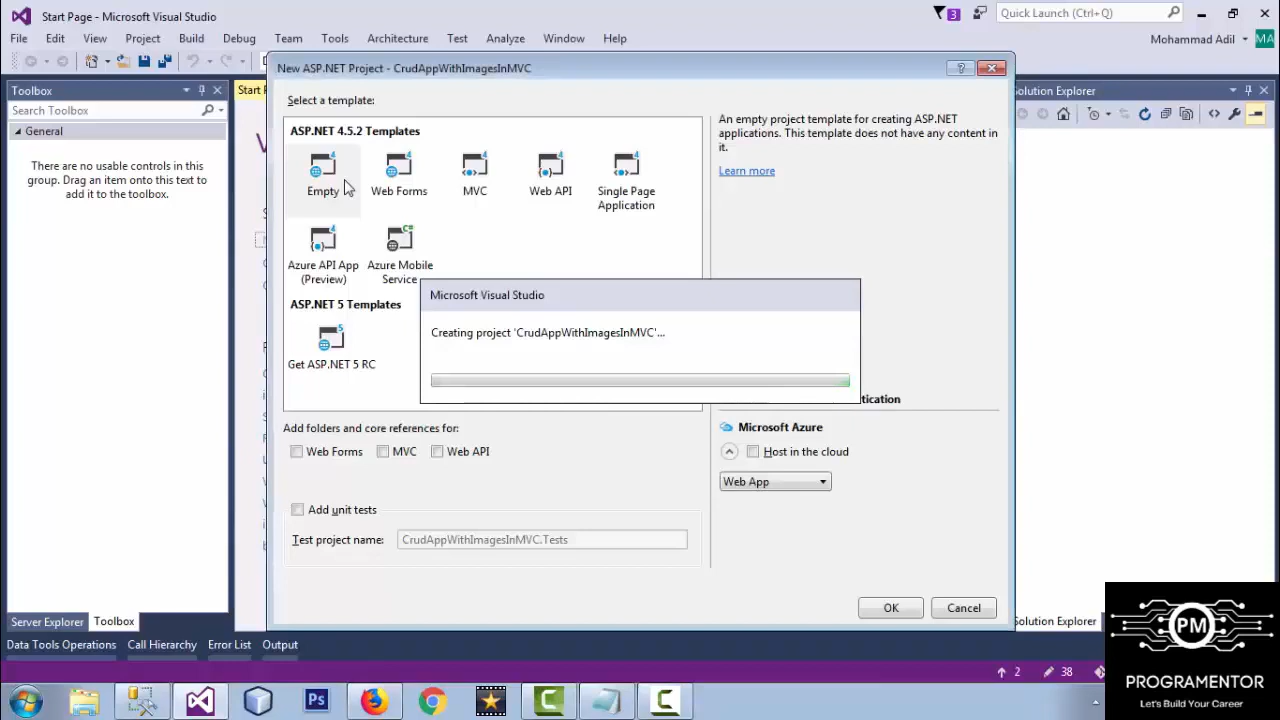 Start Page - Microsoft Visual Studio
3
Quick Launch (Ctrl+Q)
File Edit View Project Build Debug Team Tools Architecture Test Analyze Window Help
Mohammad Adil MA
Toolbox
Search Toolbox
General
There are no usable controls in this
group. Drag an item onto this text to
add it to the toolbox.
Server Explorer Toolbox
New ASP.NET Project - CrudAppWithImagesInMVC
Select a template:
ASP.NET 4.5.2 Templates
Empty Web Forms MVC Web API Single Page
Application
Azure API App Azure Mobile
(Preview) Service
ASP.NET 5 Templates
Get ASP.NET 5 RC
An empty project template for creating ASP.NET
applications. This template does not have any content in
it.
Learn more
Microsoft Visual Studio
Creating project 'CrudAppWithImagesInMVC'...
Add folders and core references for:
Web Forms MVC Web API
Add unit tests
Test project name: CrudAppWithImagesInMVC.Tests
Microsoft Azure
Host in the cloud
Web App
OK Cancel
Solution Explorer
Solution Explorer
Data Tools Operations Call Hierarchy Error List Output
2 38
Ps
PM
PROGRAMENTOR
Let's Build Your Career